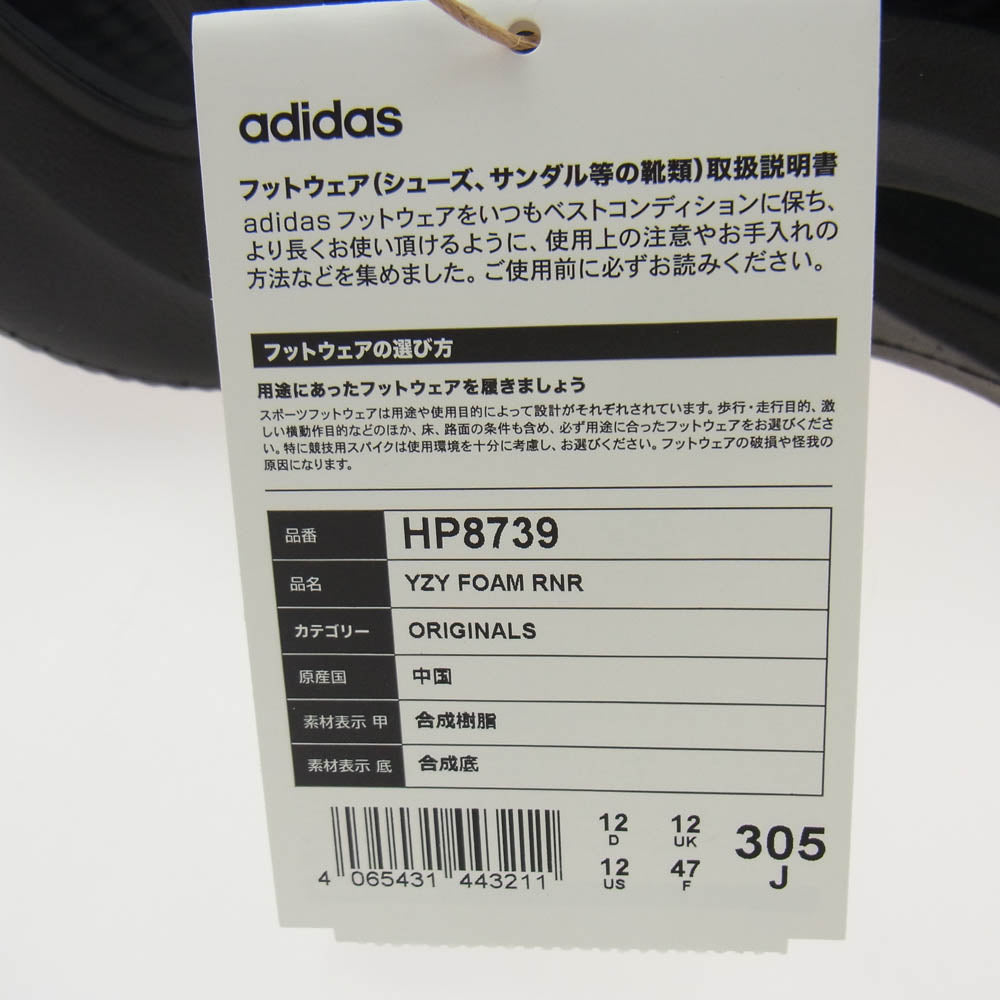 adidas
フットウェア(シューズ、サンダル等の靴類)取扱説明書
adidas フットウェアをいつもベストコンディションに保ち、
より長くお使い頂けるように、使用上の注意やお手入れの
方法などを集めました。ご使用前に必ずお読みください。
フットウェアの選び方
用途にあったフットウェアを履きましょう
スポーツフットウェアは用途や使用目的によって設計がそれぞれされています。歩行・走行目的、激
しい横動作目的などのほか、床、路面の条件も含め、必ず用途に合ったフットウェアをお選びくださ
い。特に競技用スパイクは使用環境を十分に考慮し、お選びください。フットウェアの破損や怪我の
原因になります。
品番 HP8739
品名 YZY FOAM RNR
カテゴリー ORIGINALS
原産国 中国
素材表示 甲 合成樹脂
素材表示 底 合成底
12 12 305
D UK J
12 47
US F
4 065431 443211